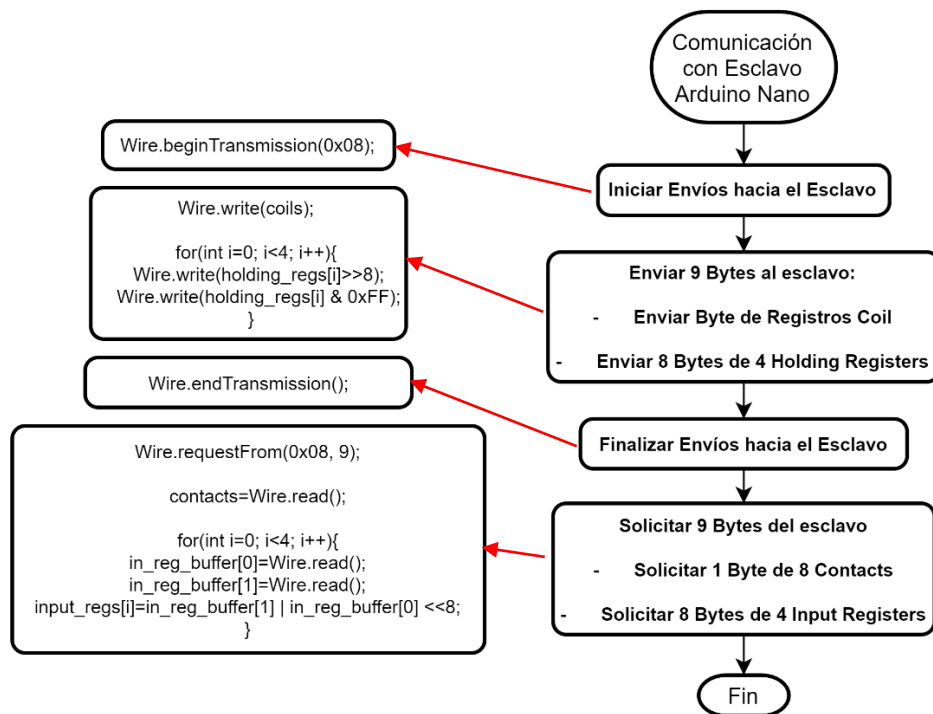 Comunicación
con Esclavo
Arduino Nano
Wire.beginTransmission(0x08);
Iniciar Envíos hacia el Esclavo
Wire.write(coils);
for(int i=0; i<4; i++){
Wire.write(holding_regs[i]>>8);
Wire.write(holding_regs[i] & 0xFF);
}
Enviar 9 Bytes al esclavo:
- Enviar Byte de Registros Coil
- Enviar 8 Bytes de 4 Holding Registers
Wire.endTransmission();
Finalizar Envíos hacia el Esclavo
Wire.requestFrom(0x08, 9);
contacts=Wire.read();
for(int i=0; i<4; i++){
in_reg_buffer[0]=Wire.read();
in_reg_buffer[1]=Wire.read();
input_regs[i]=in_reg_buffer[1] | in_reg_buffer[0] <<8;
}
Solicitar 9 Bytes del esclavo
- Solicitar 1 Byte de 8 Contacts
- Solicitar 8 Bytes de 4 Input Registers
Fin